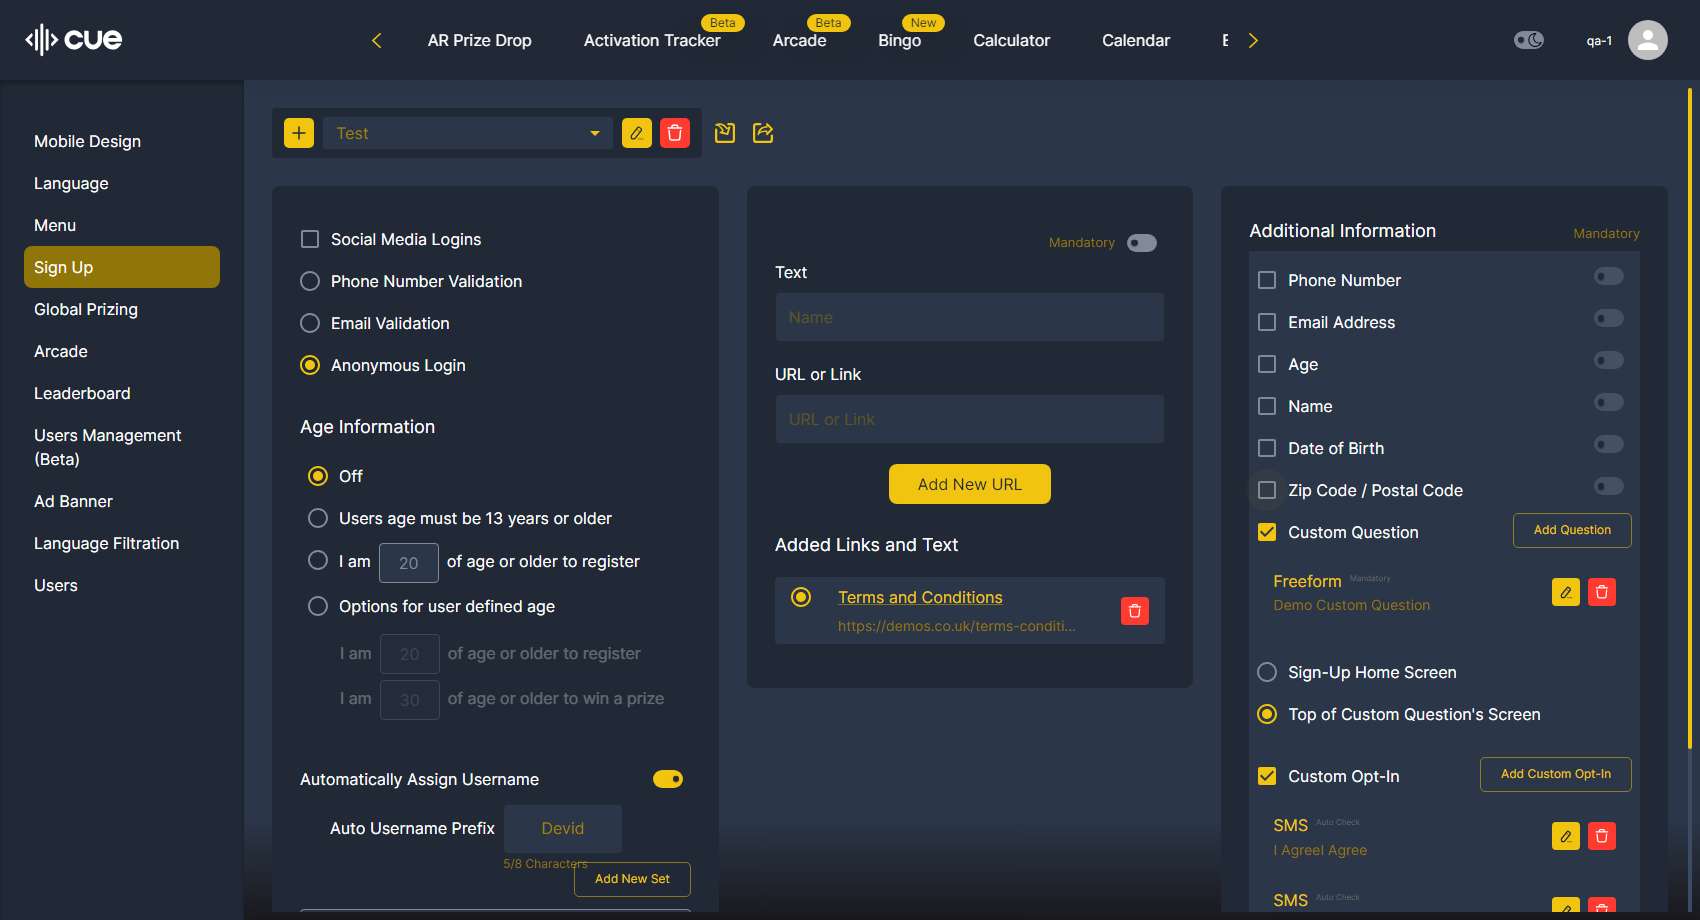 cue
AR Prize Drop
Activation Tracker
Beta
Arcade
Beta
Bingo
New
Calculator
Calendar
qa-1
Mobile Design
Language
Menu
Sign Up
Global Prizing
Arcade
Leaderboard
Users Management
(Beta)
Ad Banner
Language Filtration
Users
Test
Social Media Logins
Phone Number Validation
Email Validation
Anonymous Login
Age Information
Off
Users age must be 13 years or older
I am 20 of age or older to register
Options for user defined age
I am 20 of age or older to register
I am 30 of age or older to win a prize
Automatically Assign Username
Auto Username Prefix Devid
5/8 Characters
Add New Set
Mandatory
Text
Name
URL or Link
URL or Link
Add New URL
Added Links and Text
Terms and Conditions
https://demos.co.uk/terms-conditi...
Additional Information
Mandatory
Phone Number
Email Address
Age
Name
Date of Birth
Zip Code / Postal Code
Custom Question
Add Question
Freeform Mandatory
Demo Custom Question
Sign-Up Home Screen
Top of Custom Question's Screen
Custom Opt-In
Add Custom Opt-In
SMS Auto Check
I AgreeI Agree
SMS Auto Check